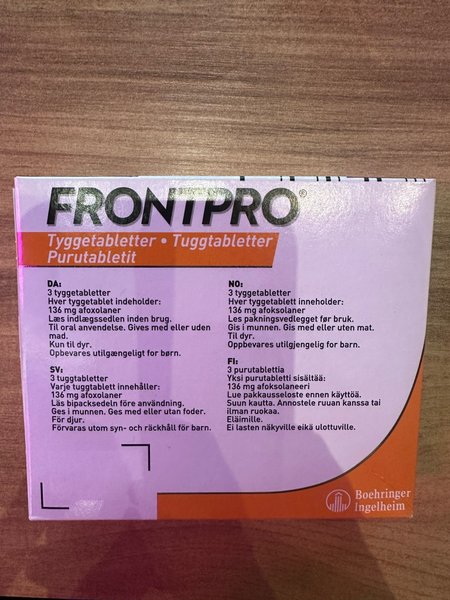 FRONTPRO®
Tyggetabletter • Tuggtabletter
Purutabletit
DA:
3 tyggetabletter
Hver tyggetablet indeholder:
136 mg afoxolaner
Læs indlægssedlen inden brug.
Til oral anvendelse. Gives med eller uden
mad.
Kun til dyr.
Opbevares utilgængeligt for børn.
SV:
3 tuggtabletter
Varje tuggtablett innehåller:
136 mg afoxolaner
Läs bipacksedeln före användning.
Ges i munnen. Ges med eller utan foder.
För djur.
Förvaras utom syn- och räckhåll för barn.
NO:
3 tyggetabletter
Hver tyggetablett inneholder:
136 mg afoksolaner
Les pakningsvedlegget før bruk.
Gis i munnen. Gis med eller uten mat.
Til dyr.
Oppbevares utilgjengelig for barn.
FI:
3 purutablettia
Yksi purutabletti sisältää:
136 mg afoksolaneeri
Lue pakkausseloste ennen käyttöä.
Suun kautta. Annostele ruuan kanssa tai
ilman ruokaa.
Eläimille.
Ei lasten näkyville eikä ulottuville.
Boehringer
Ingelheim